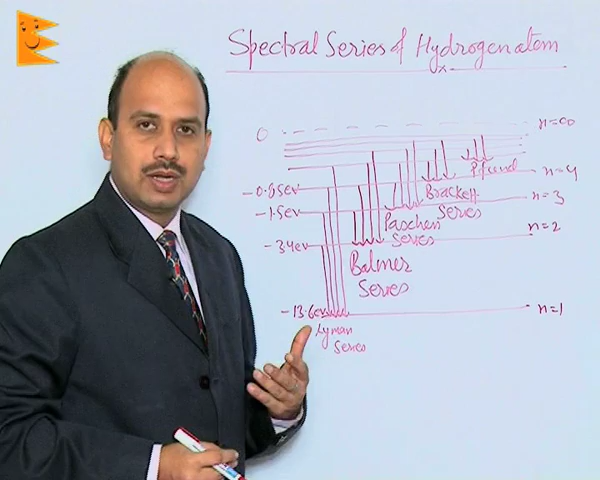 Spectral Series of Hydrogen atom
0 n=∞
-0.85ev n=4
-1.5ev n=3
-3.4ev n=2
-13.6ev n=1
Pfund
Brackett
Series
Paschen
Series
Balmer
Series
Lyman
Series